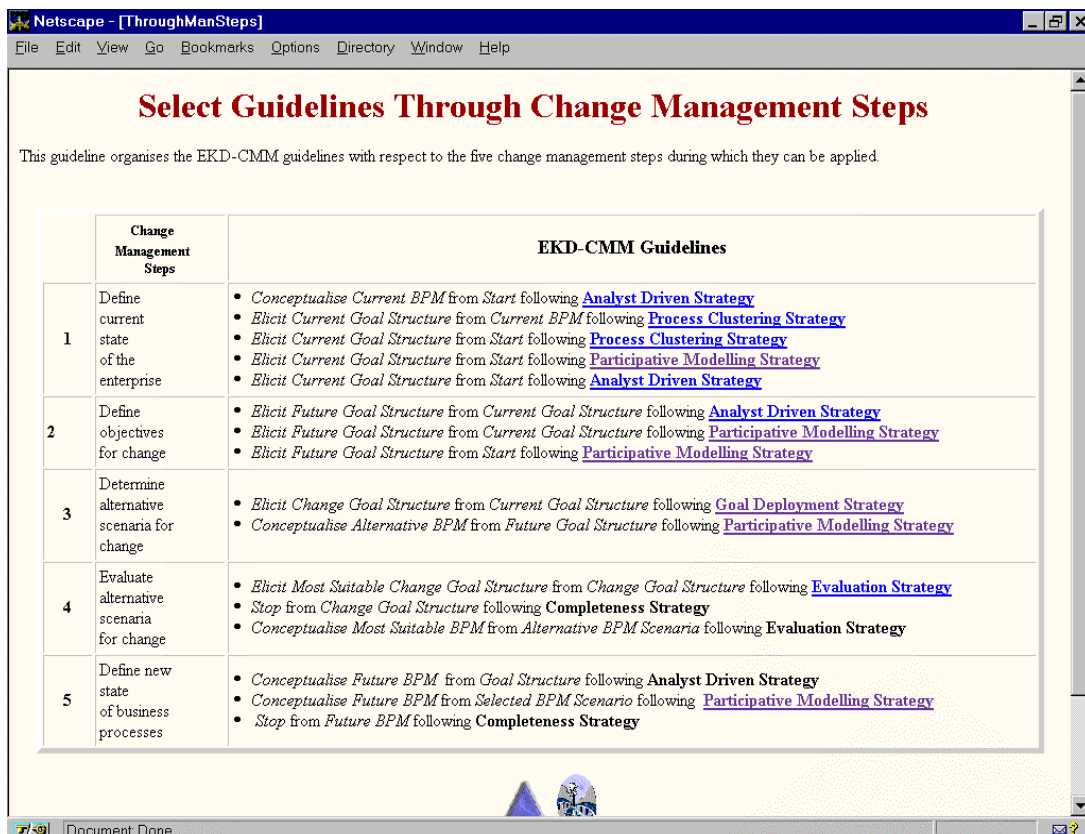 Netscape - [ThroughManSteps]
File Edit View Go Bookmarks Options Directory Window Help
Select Guidelines Through Change Management Steps
This guideline organises the EKD-CMM guidelines with respect to the five change management steps during which they can be applied.
Change
Management
Steps
EKD-CMM Guidelines
1
Define
current
state
of the
enterprise
• Conceptualise Current BPM from Start following Analyst Driven Strategy
• Elicit Current Goal Structure from Current BPM following Process Clustering Strategy
• Elicit Current Goal Structure from Start following Process Clustering Strategy
• Elicit Current Goal Structure from Start following Participative Modelling Strategy
• Elicit Current Goal Structure from Start following Analyst Driven Strategy
2
Define
objectives
for change
• Elicit Future Goal Structure from Current Goal Structure following Analyst Driven Strategy
• Elicit Future Goal Structure from Current Goal Structure following Participative Modelling Strategy
• Elicit Future Goal Structure from Start following Participative Modelling Strategy
3
Determine
alternative
scenaria for
change
• Elicit Change Goal Structure from Current Goal Structure following Goal Deployment Strategy
• Conceptualise Alternative BPM from Future Goal Structure following Participative Modelling Strategy
4
Evaluate
alternative
scenaria
for change
• Elicit Most Suitable Change Goal Structure from Change Goal Structure following Evaluation Strategy
• Stop from Change Goal Structure following Completeness Strategy
• Conceptualise Most Suitable BPM from Alternative BPM Scenario following Evaluation Strategy
5
Define new
state
of business
processes
• Conceptualise Future BPM from Goal Structure following Analyst Driven Strategy
• Conceptualise Future BPM from Selected BPM Scenario following Participative Modelling Strategy
• Stop from Future BPM following Completeness Strategy
Document Done